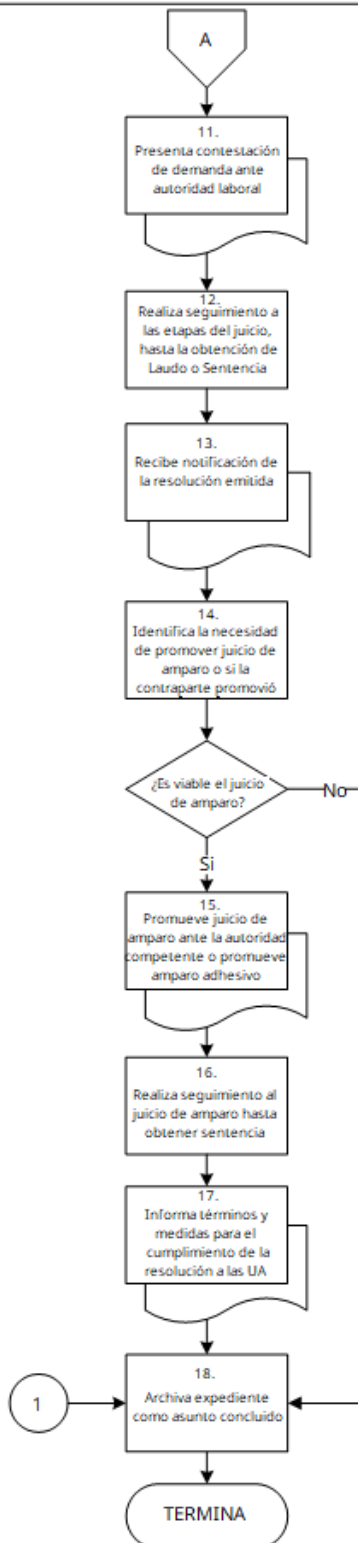 A
11.
Presenta contestación
de demanda ante
autoridad laboral
12.
Realiza seguimiento a
las etapas del juicio,
hasta la obtención de
Laudo o Sentencia
13.
Recibe notificación de
la resolución emitida
14.
Identifica la necesidad
de promover juicio de
amparo o si la
contraparte promovió
¿Es viable el juicio
de amparo?
No
Si
15.
Promueve juicio de
amparo ante la autoridad
competente o promueve
amparo adhesivo
16.
Realiza seguimiento al
juicio de amparo hasta
obtener sentencia
17.
Informa términos y
medidas para el
cumplimiento de la
resolución a las UA
18.
Archiva expediente
como asunto concluido
1
TERMINA